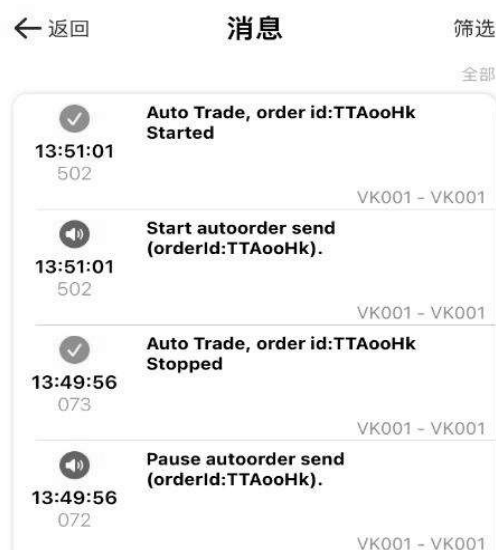 ← 返回
消息
筛选
全部
Auto Trade, order id:TTAooHk
Started
13:51:01
502
VK001 - VK001
Start autoorder send
(orderId:TTAooHk).
13:51:01
502
VK001 - VK001
Auto Trade, order id:TTAooHk
Stopped
13:49:56
073
VK001 - VK001
Pause autoorder send
(orderId:TTAooHk).
13:49:56
072
VK001 - VK001